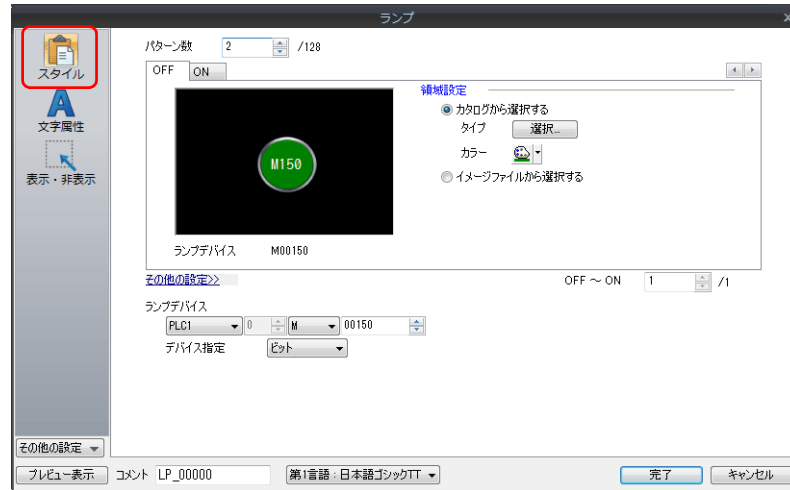 ランプ
スタイル
文字属性
表示・非表示
その他の設定
パターン数 2 /128
OFF ON
M150
ランプデバイス M00150
領域設定
カタログから選択する
タイプ 選択...
カラー
イメージファイルから選択する
その他の設定>>
OFF ～ ON 1 /1
ランプデバイス
PLC1 0 M 00150
デバイス指定 ビット
プレビュー表示 コメント LP_00000 第1言語:日本語ゴシックTT 完了 キャンセル